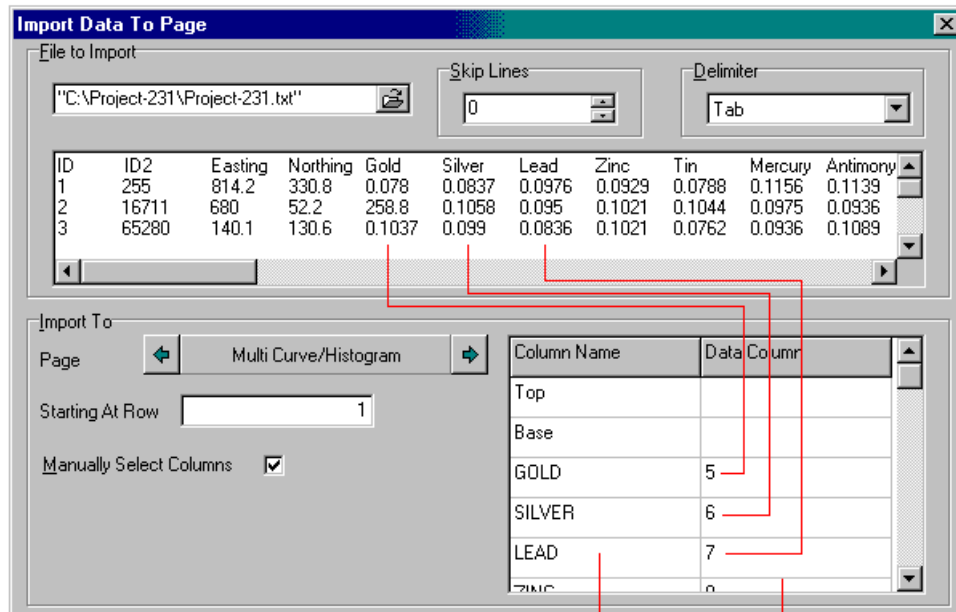 Import Data To Page
File to Import
"C:\Project-231\Project-231.txt"
Skip Lines
0
Delimiter
Tab
ID ID2 Easting Northing Gold Silver Lead Zinc Tin Mercury Antimony
1 255 814.2 330.8 0.078 0.0837 0.0976 0.0929 0.0788 0.1156 0.1139
2 16711 680 52.2 258.8 0.1058 0.095 0.1021 0.1044 0.0975 0.0936
3 65280 140.1 130.6 0.1037 0.099 0.0836 0.1021 0.0762 0.0936 0.1089
Import To
Page Multi Curve/Histogram
Starting At Row 1
Manually Select Columns
Column Name Data Column
Top
Base
GOLD 5
SILVER 6
LEAD 7